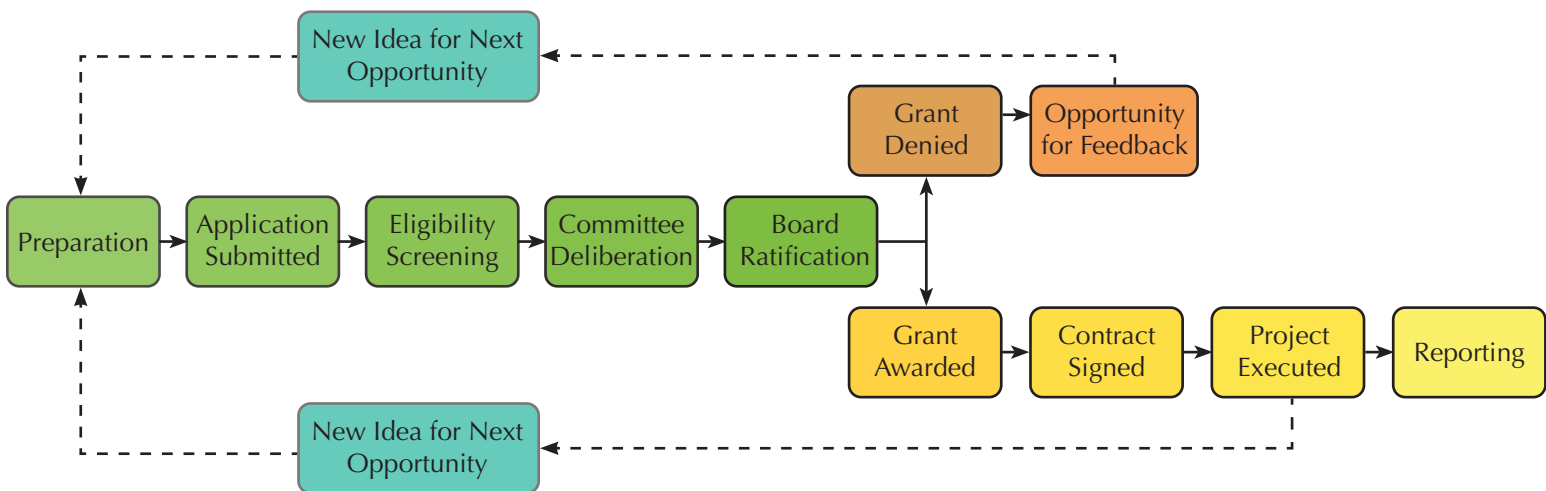 New Idea for Next
Opportunity
Grant
Denied
Opportunity
for Feedback
Preparation
Application
Submitted
Eligibility
Screening
Committee
Deliberation
Board
Ratification
Grant
Awarded
Contract
Signed
Project
Executed
Reporting
New Idea for Next
Opportunity